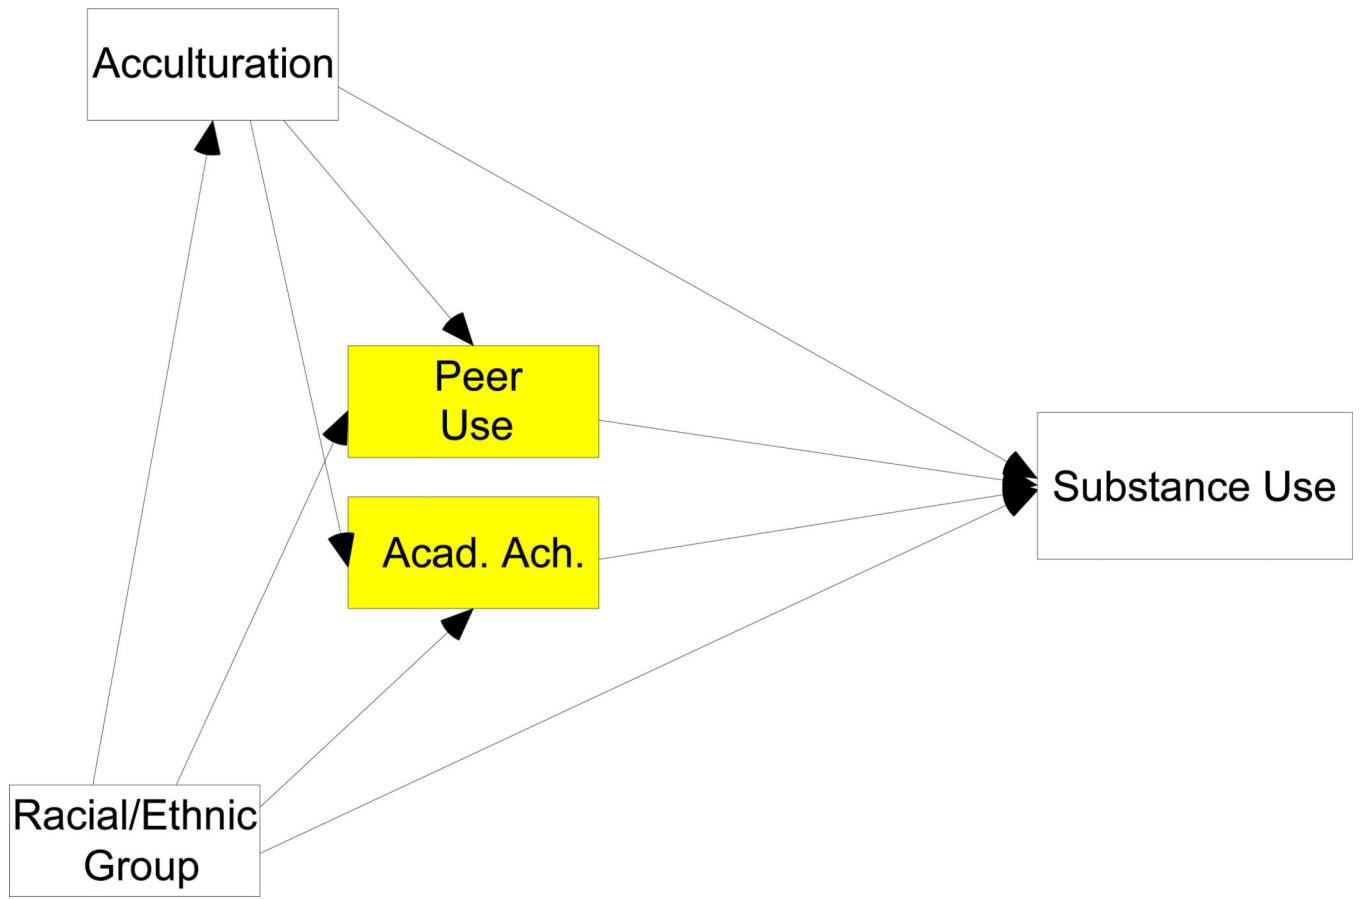 Acculturation
Peer
Use
Acad. Ach.
Substance Use
Racial/Ethnic
Group